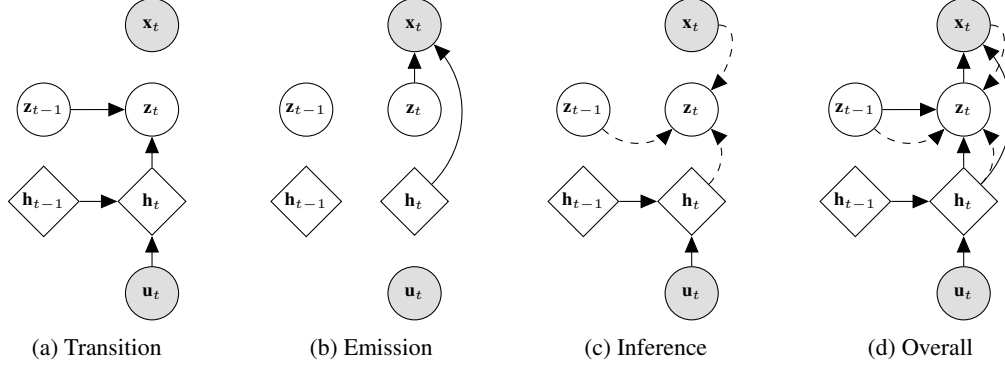 x_t x_t x_t x_t
z_{t−1} z_t z_{t−1} z_t z_{t−1} z_t z_{t−1} z_t
h_{t−1} h_t h_{t−1} h_t h_{t−1} h_t h_{t−1} h_t
u_t u_t u_t u_t
(a) Transition (b) Emission (c) Inference (d) Overall